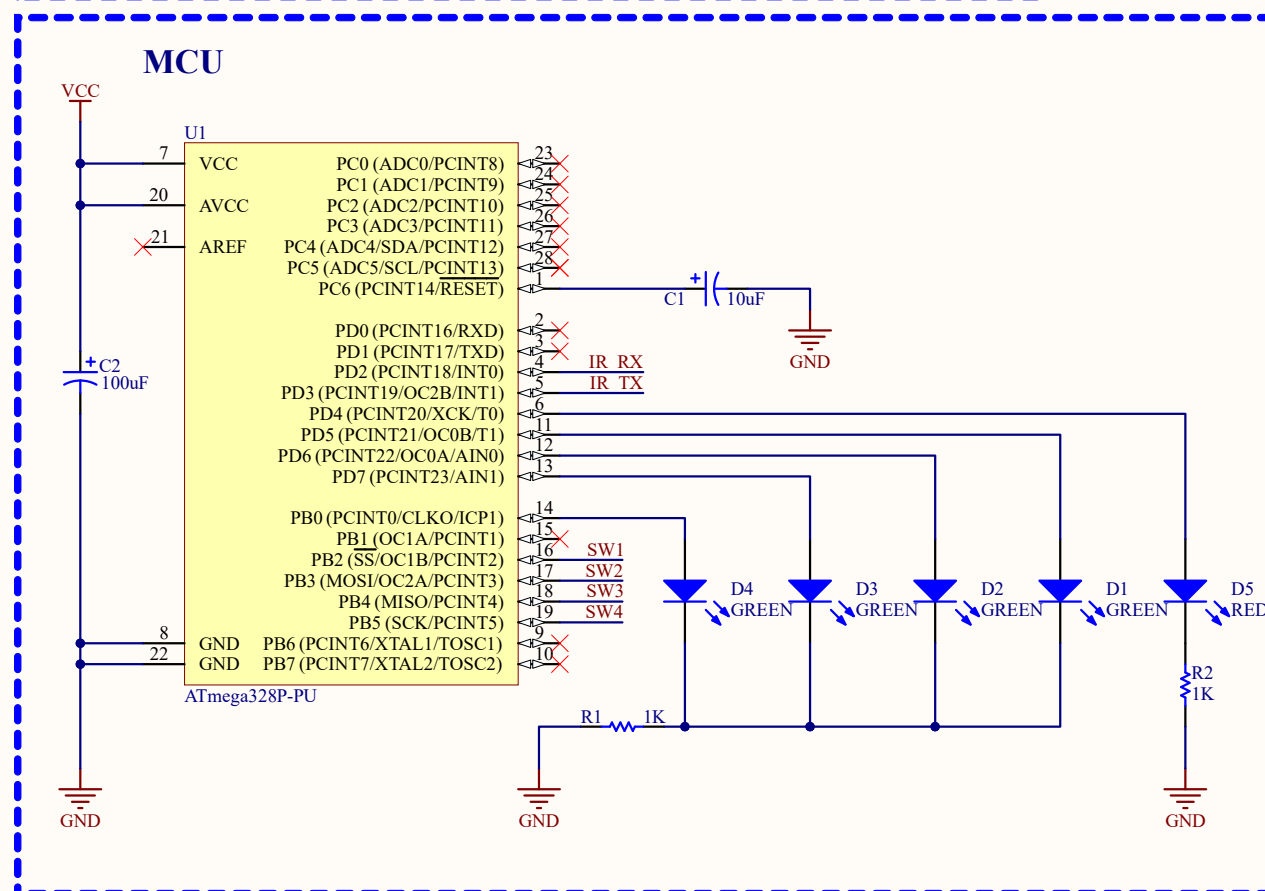 MCU
VCC
U1
7 VCC
20 AVCC
21 AREF
PC0 (ADC0/PCINT8) 23
PC1 (ADC1/PCINT9) 24
PC2 (ADC2/PCINT10) 25
PC3 (ADC3/PCINT11) 26
PC4 (ADC4/SDA/PCINT12) 27
PC5 (ADC5/SCL/PCINT13) 28
PC6 (PCINT14/RESET) 1
C1 + 10uF
GND
PD0 (PCINT16/RXD) 2
PD1 (PCINT17/TXD) 3
PD2 (PCINT18/INT0) 4 IR_RX
PD3 (PCINT19/OC2B/INT1) 5 IR_TX
PD4 (PCINT20/XCK/T0) 6
PD5 (PCINT21/OC0B/T1) 11
PD6 (PCINT22/OC0A/AIN0) 12
PD7 (PCINT23/AIN1) 13
+ C2
100uF
PB0 (PCINT0/CLKO/ICP1) 14
PB1 (OC1A/PCINT1) 15
PB2 (SS/OC1B/PCINT2) 16 SW1
PB3 (MOSI/OC2A/PCINT3) 17 SW2
PB4 (MISO/PCINT4) 18 SW3
PB5 (SCK/PCINT5) 19 SW4
PB6 (PCINT6/XTAL1/TOSC1) 9
PB7 (PCINT7/XTAL2/TOSC2) 10
8 GND
22 GND
ATmega328P-PU
D4
GREEN
D3
GREEN
D2
GREEN
D1
GREEN
D5
RED
R2
1K
R1 1K
GND
GND
GND